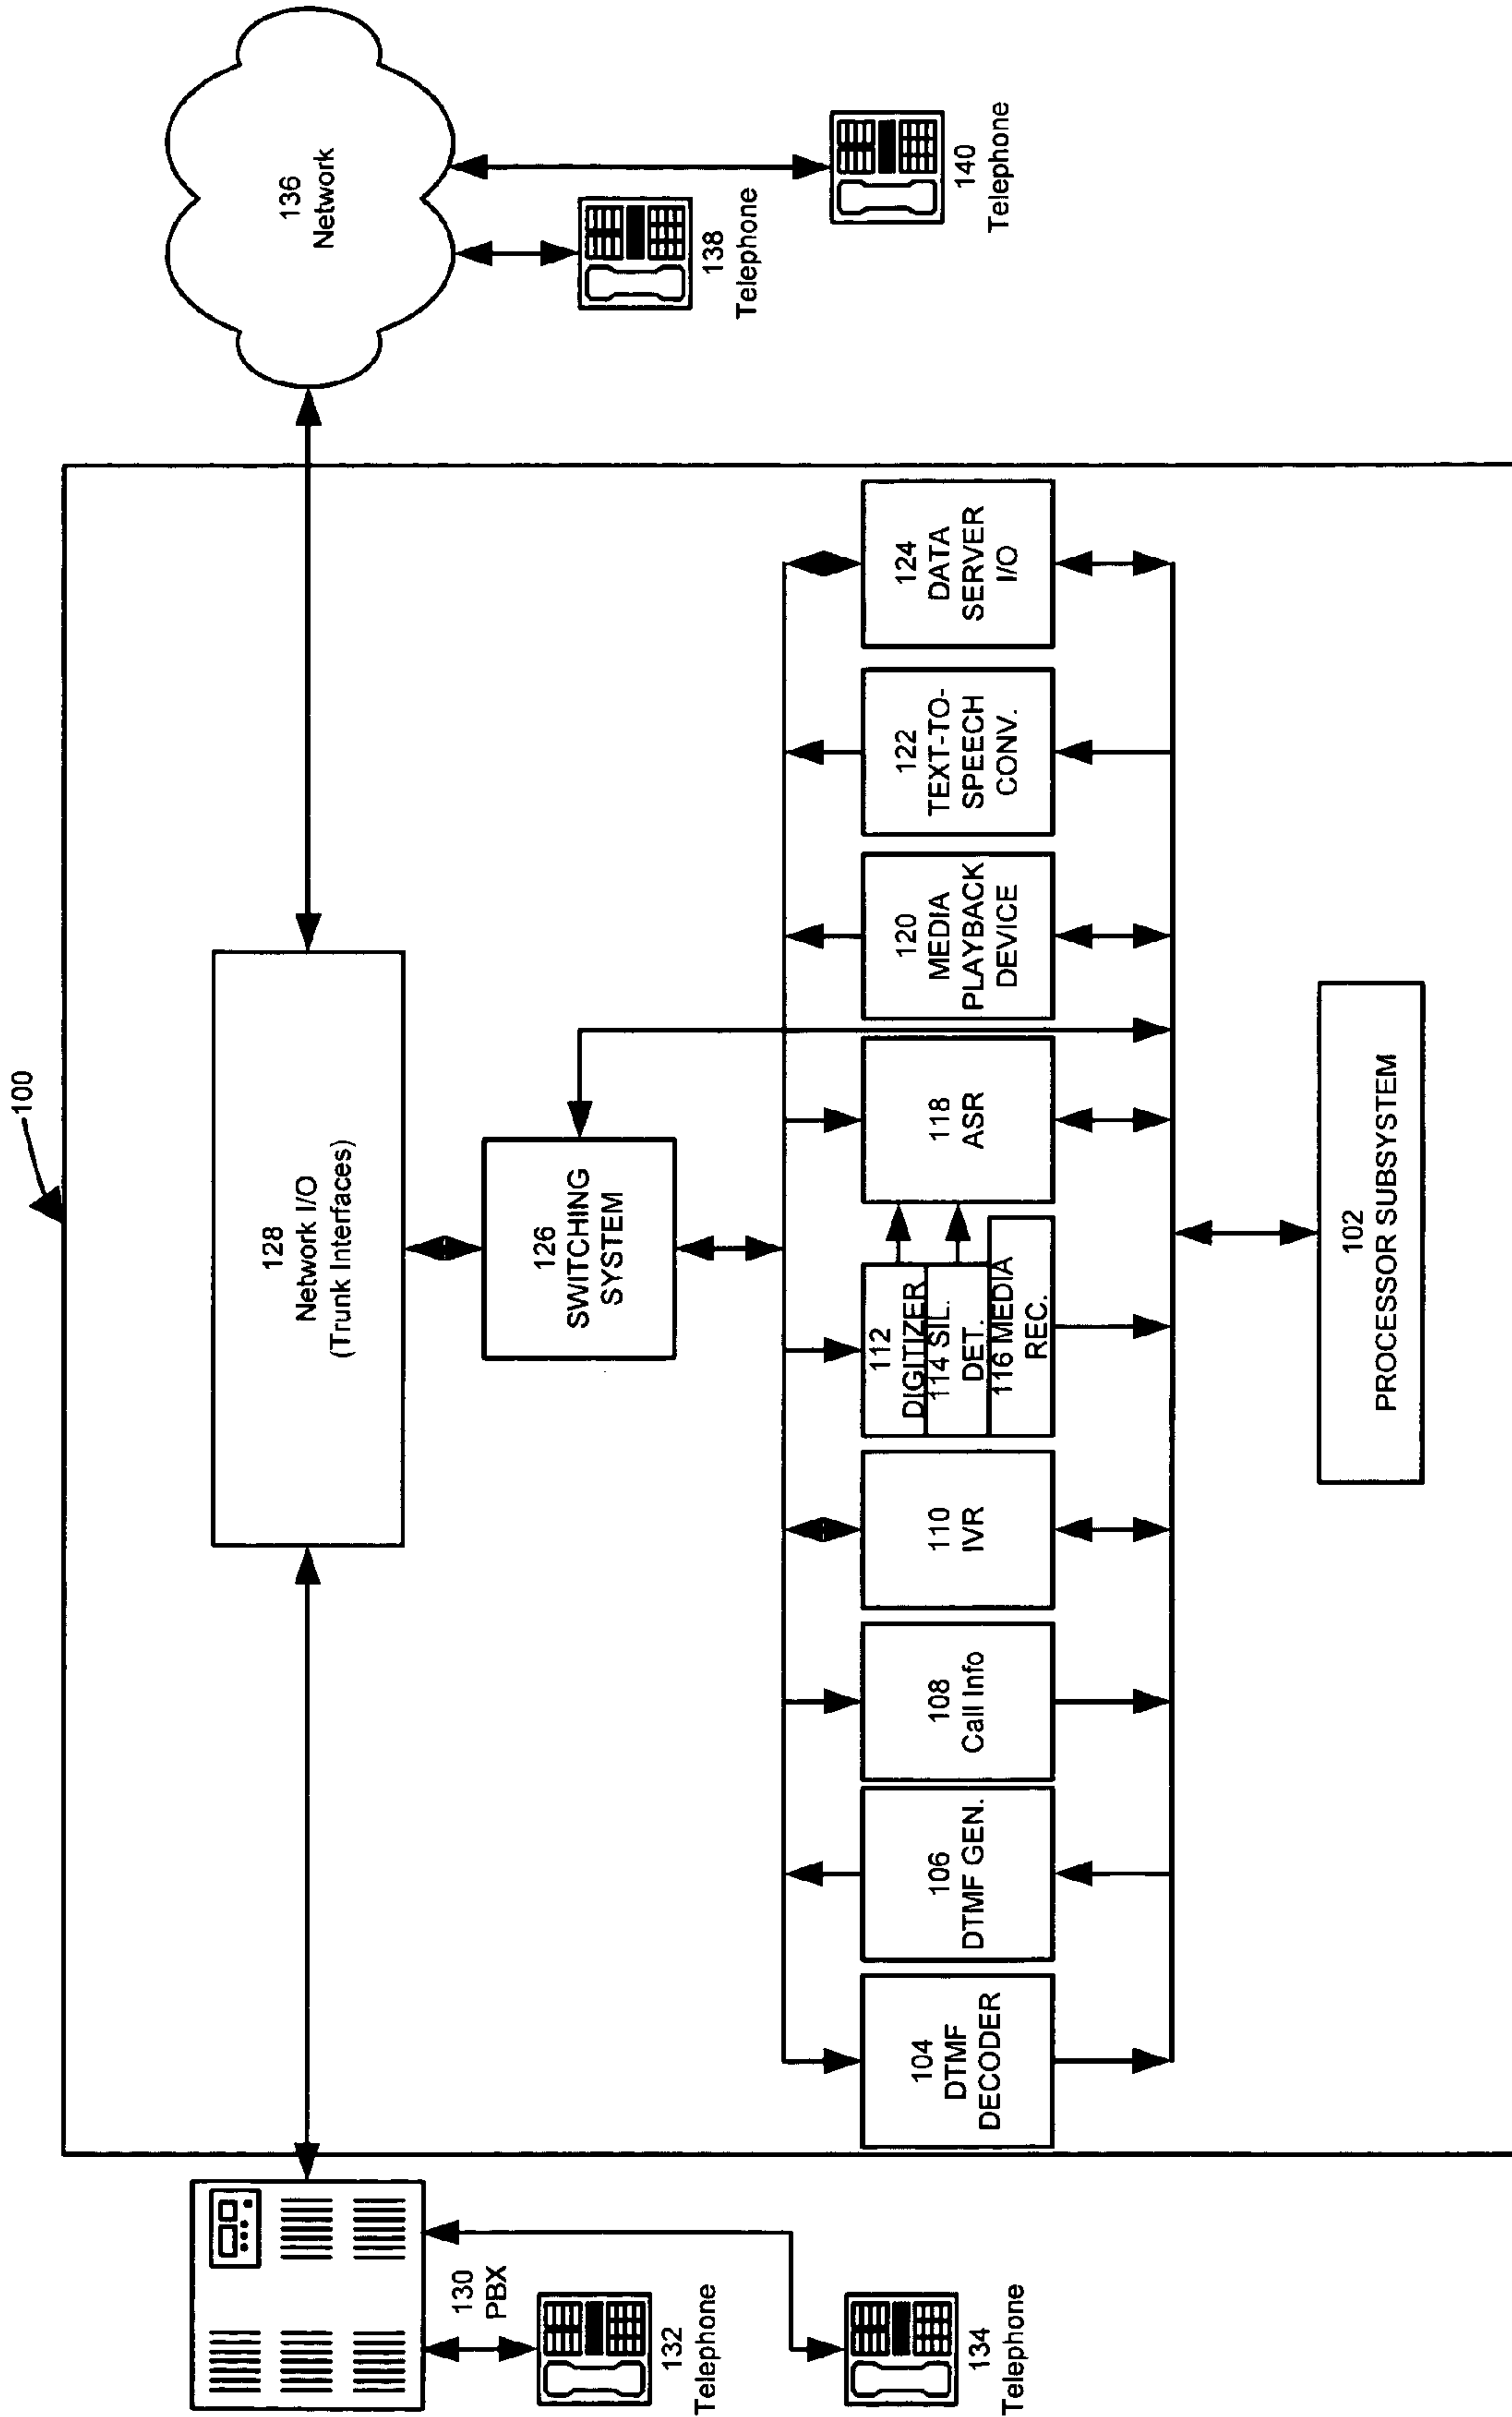 100
128
Network I/O
(Trunk Interfaces)
136
Network
130
PBX
132
Telephone
134
Telephone
126
SWITCHING
SYSTEM
138
Telephone
140
Telephone
104
DTMF
DECODER
106
DTMF GEN.
108
Call Info
110
IVR
112
DIGITIZER
114 SIL.
DET.
116 MEDIA
REC.
118
ASR
120
MEDIA
PLAYBACK
DEVICE
122
TEXT-TO-
SPEECH
CONV.
124
DATA
SERVER
I/O
102
PROCESSOR SUBSYSTEM